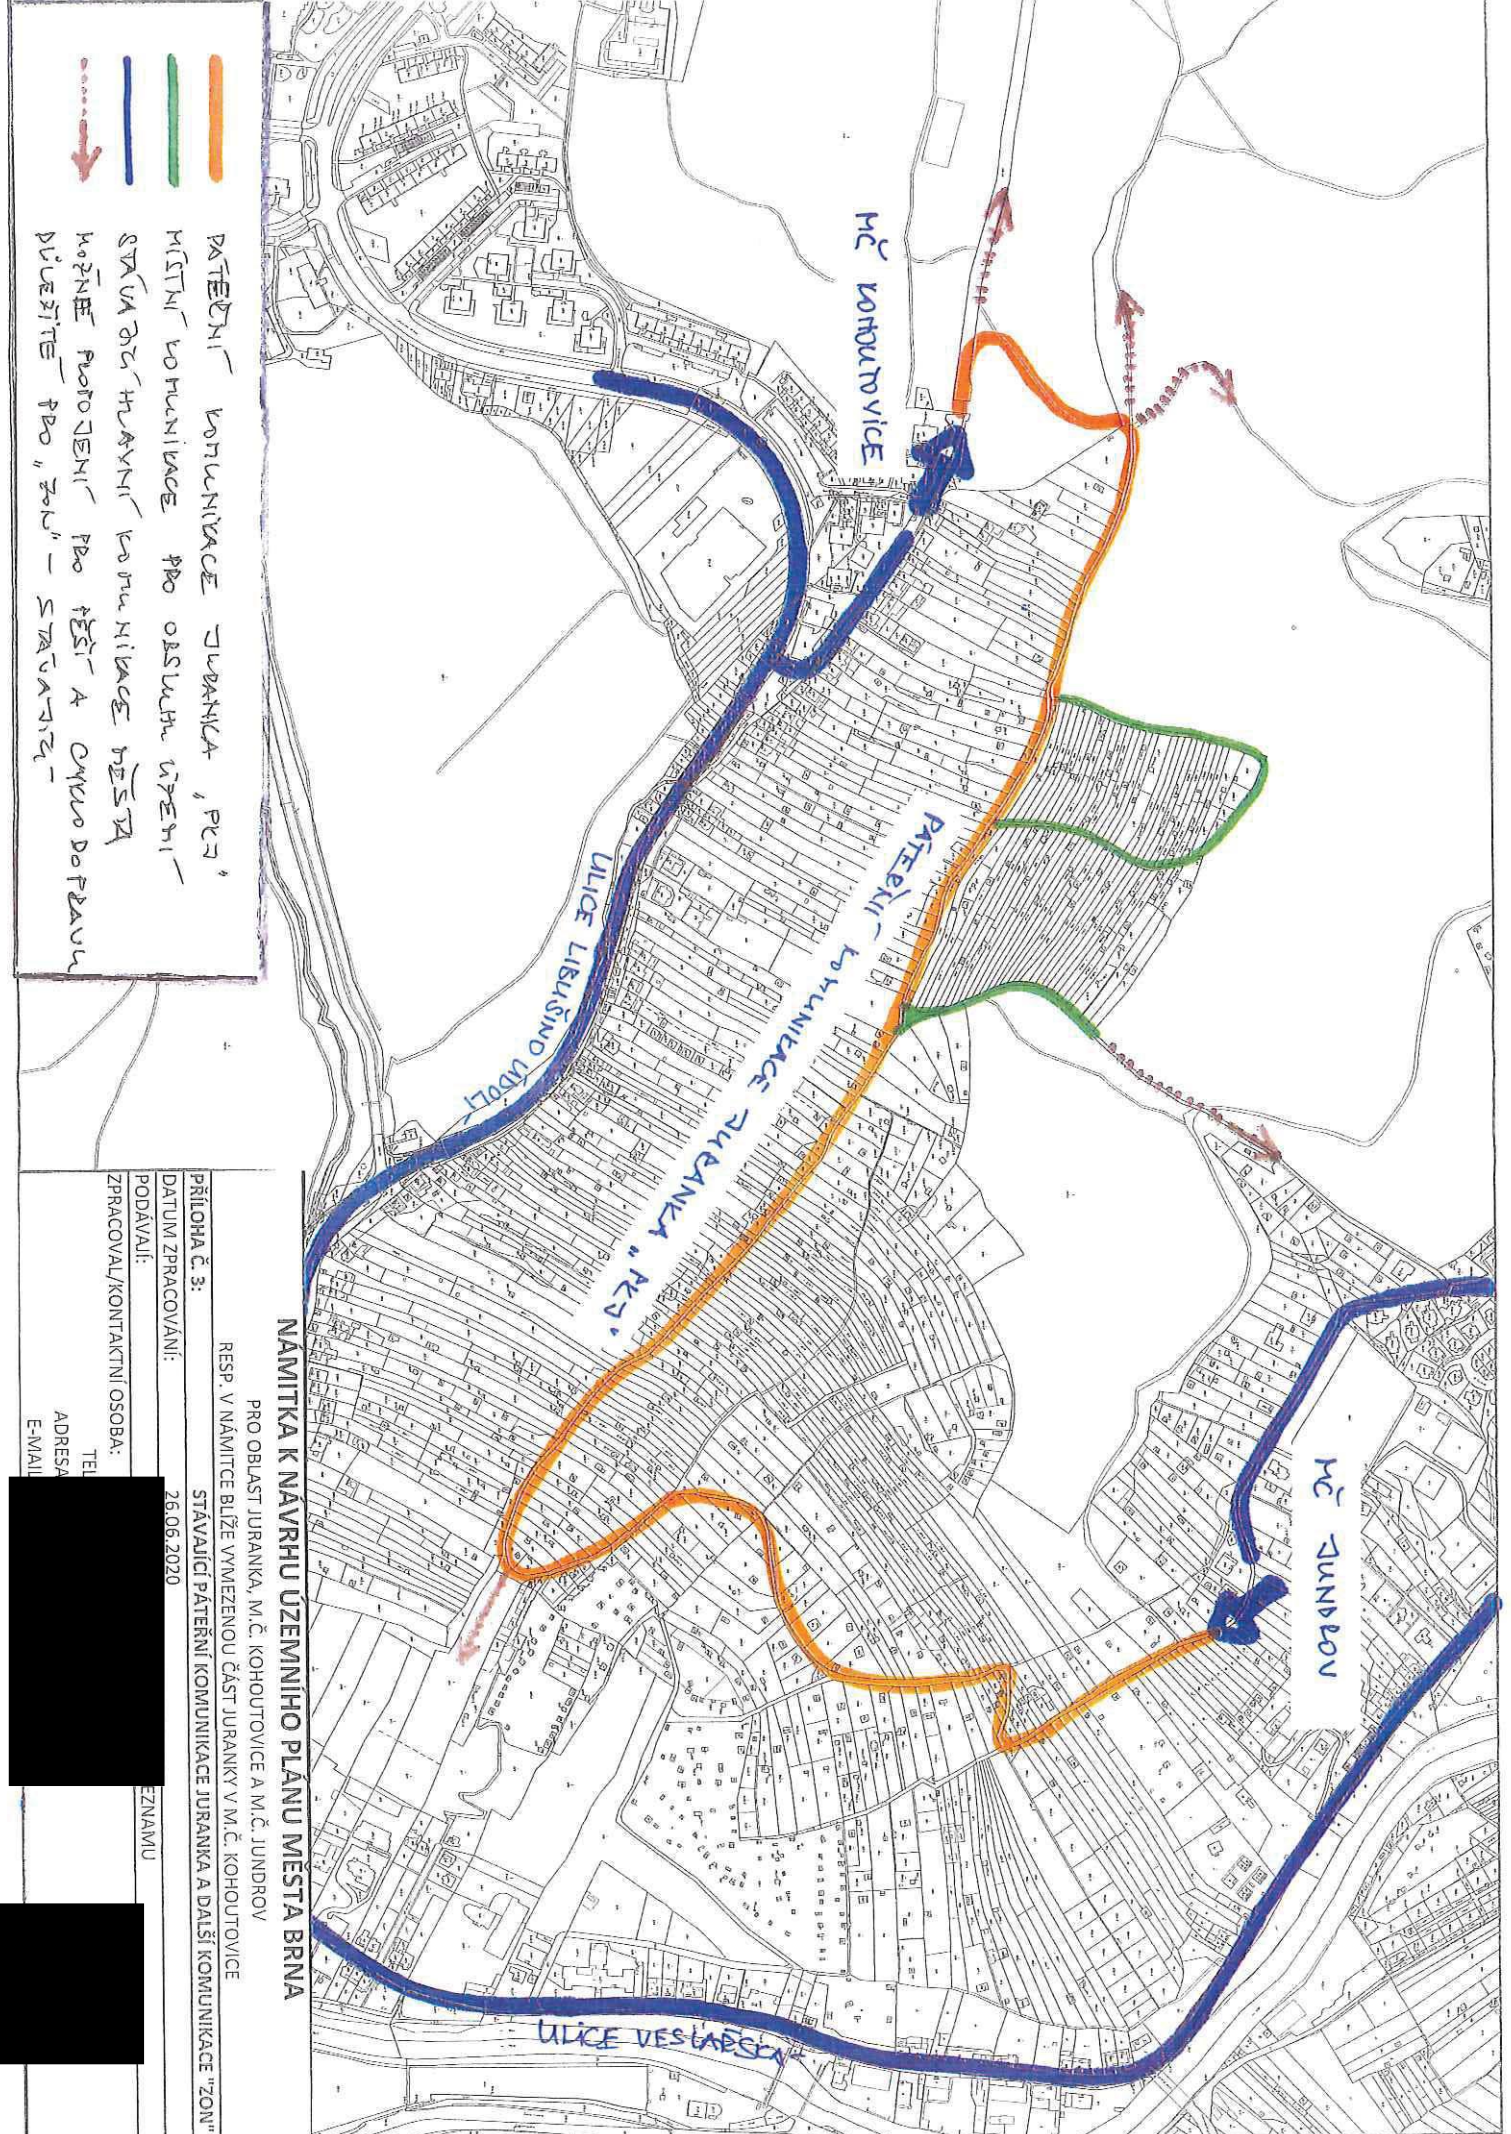 MČ KOHOUTOVICE
MČ JUNDROV
PÁTEŘNÍ KOMUNIKACE JURANKA "PKJ"
ULICE LIBUŠINO ÚDOLÍ
ULICE VESLAŘSKÁ
PÁTEŘNÍ KOMUNIKACE JURANKA „PKJ"
MÍSTNÍ KOMUNIKACE PRO OBSLUHU ÚZEMÍ
STÁVAJÍCÍ HLAVNÍ KOMUNIKACE MĚSTA
MOŽNÉ PROPOJENÍ PRO PĚŠÍ A CYKLO DOPRAVU
DŮLEŽITÉ PRO „ZON" - STÁVAJÍCÍ
NÁMITKA K NÁVRHU ÚZEMNÍHO PLÁNU MĚSTA BRNA
PRO OBLAST JURANKA, M.Č. KOHOUTOVICE A M.Č. JUNDROV
RESP. V NÁMITCE BLÍŽE VYMEZENOU ČÁST JURANKY V M.Č. KOHOUTOVICE
PŘÍLOHA Č. 3: STÁVAJÍCÍ PÁTEŘNÍ KOMUNIKACE JURANKA A DALŠÍ KOMUNIKACE "ZON"
DATUM ZPRACOVÁNÍ: 26.06.2020
PODÁVAJÍ: EZNAMU
ZPRACOVAL/KONTAKTNÍ OSOBA:
TEL
ADRESA
E-MAIL